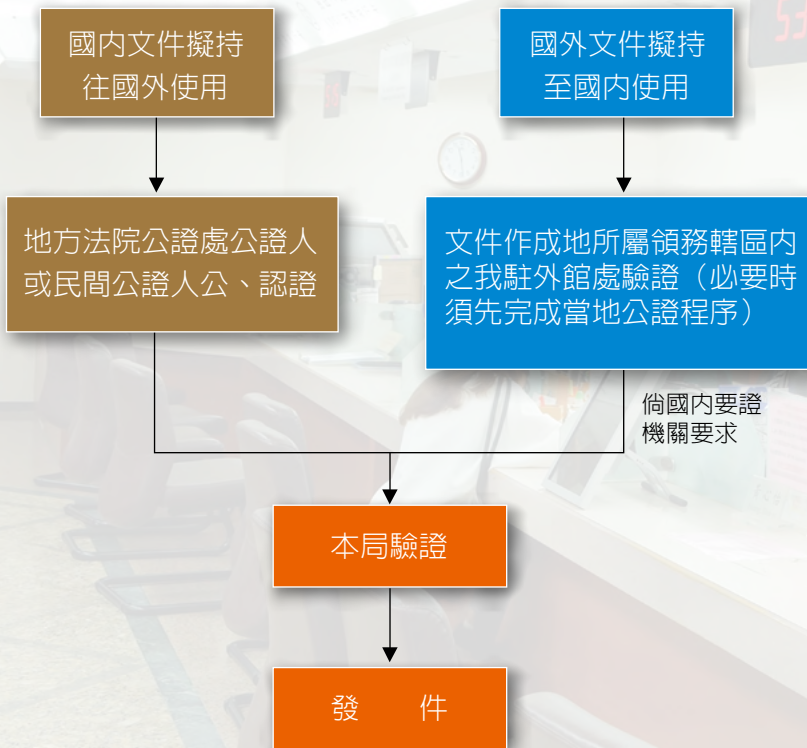 國內文件擬持
往國外使用
國外文件擬持
至國內使用
地方法院公證處公證人
或民間公證人公、認證
文件作成地所屬領務轄區內
之我駐外館處驗證（必要時
須先完成當地公證程序）
倘國內要證
機關要求
本局驗證
發 件